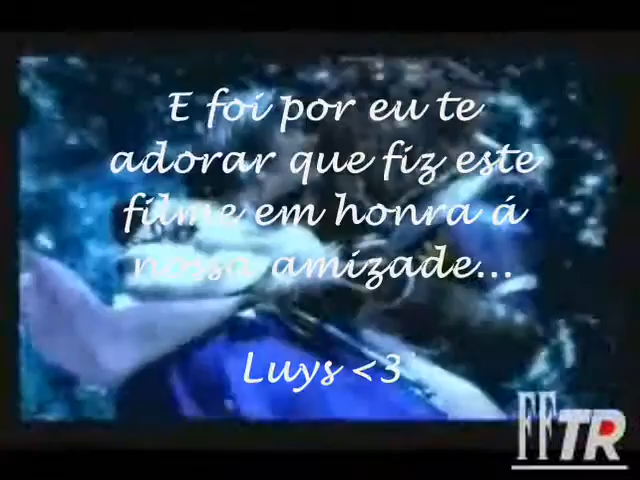 E foi por eu te
adorar que fiz este
filme em honra á
nossa amizade...
Luys <3
FFTR